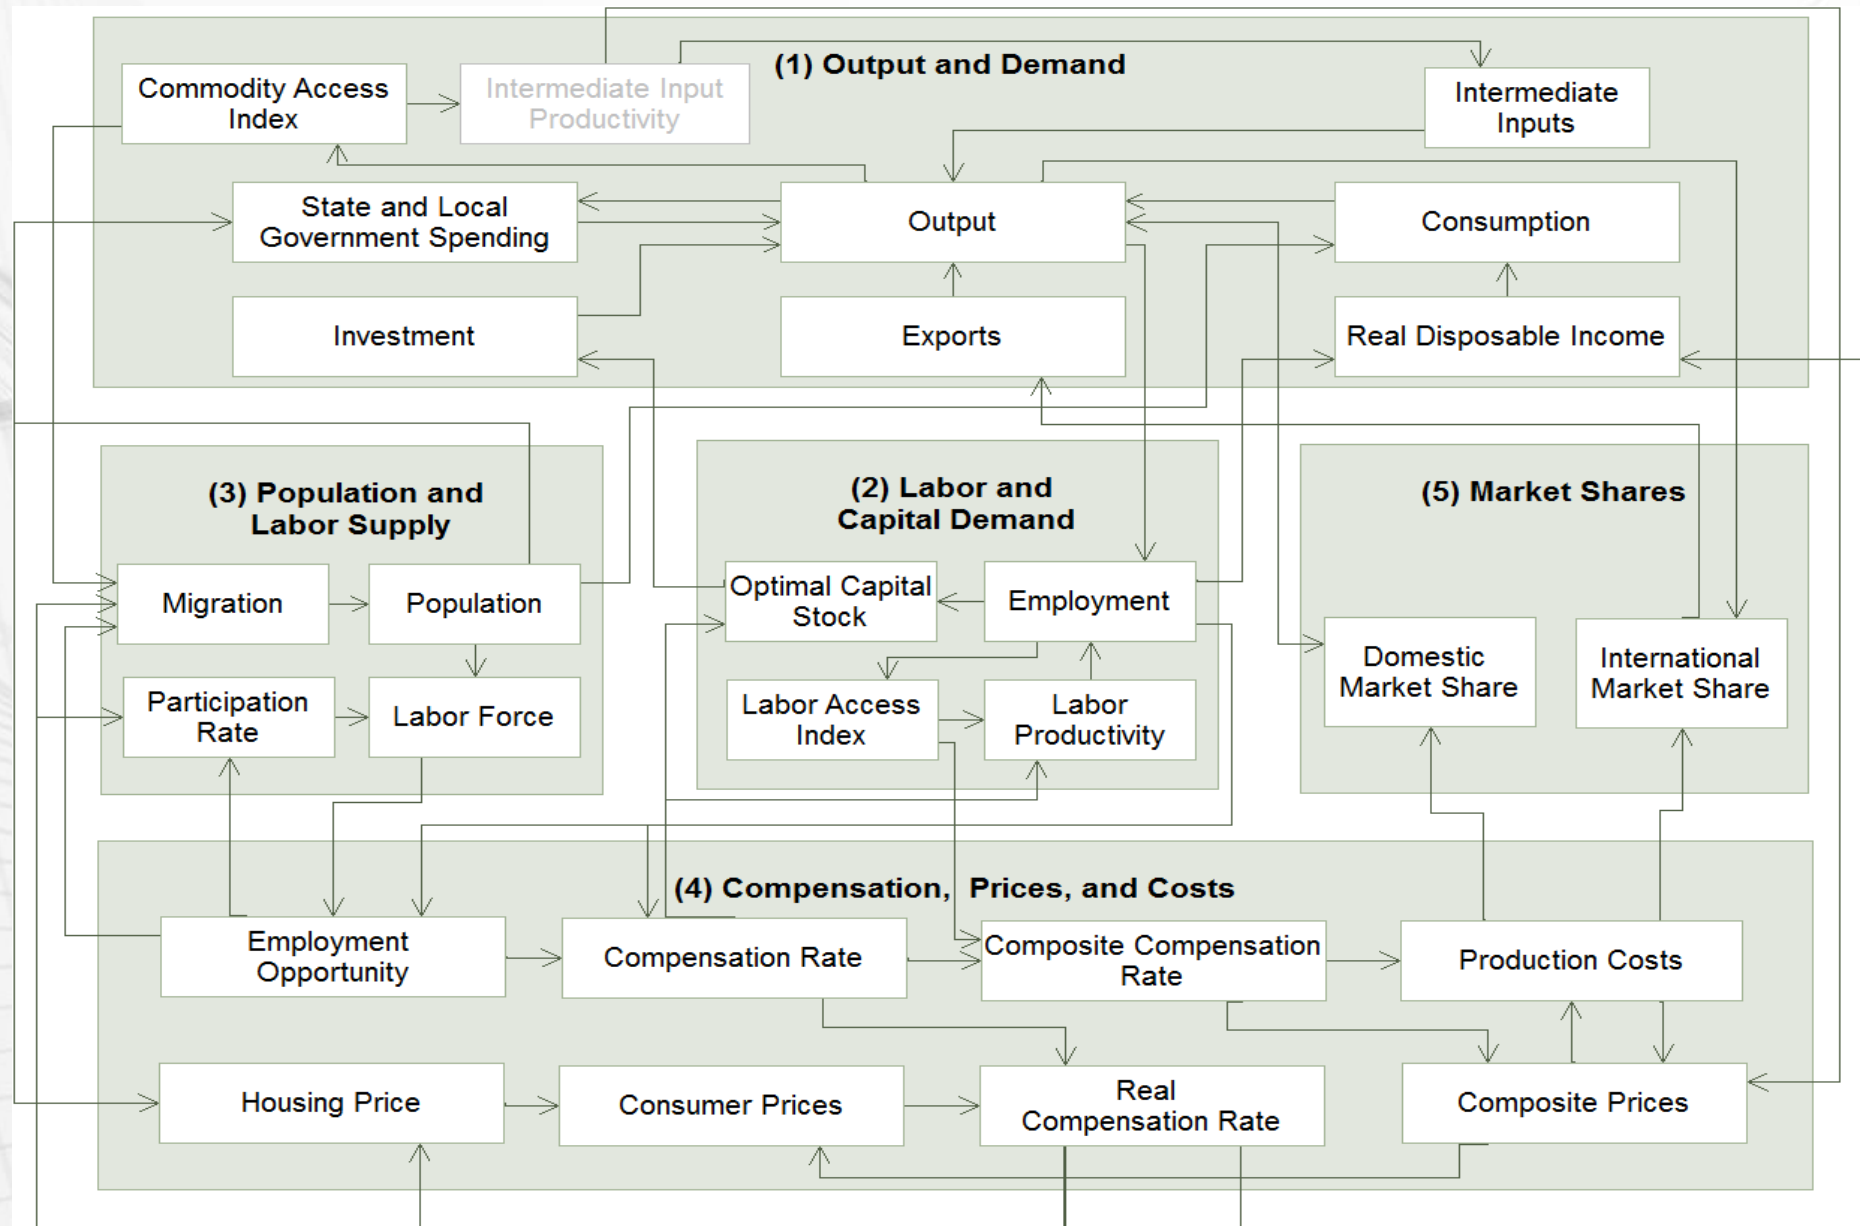 (1) Output and Demand
Commodity Access
Index
Intermediate Input
Productivity
Intermediate
Inputs
State and Local
Government Spending
Output
Consumption
Investment
Exports
Real Disposable Income
(3) Population and
Labor Supply
Migration
Population
Participation
Rate
Labor Force
(2) Labor and
Capital Demand
Optimal Capital
Stock
Employment
Labor Access
Index
Labor
Productivity
(5) Market Shares
Domestic
Market Share
International
Market Share
(4) Compensation, Prices, and Costs
Employment
Opportunity
Compensation Rate
Composite Compensation
Rate
Production Costs
Housing Price
Consumer Prices
Real
Compensation Rate
Composite Prices